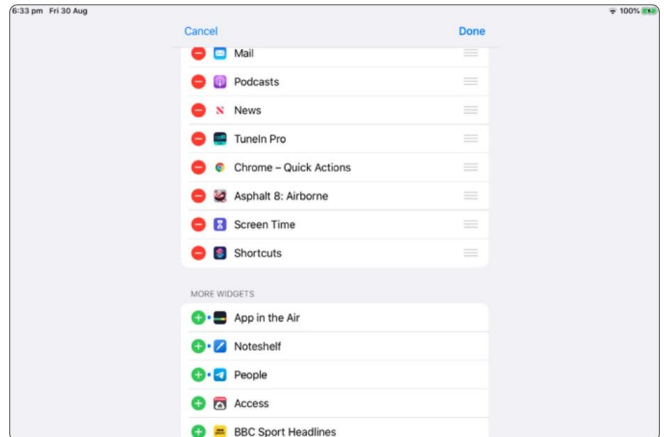 6:33 pm Fri 30 Aug 100%
Cancel Done
Mail
Podcasts
News
TuneIn Pro
Chrome – Quick Actions
Asphalt 8: Airborne
Screen Time
Shortcuts
MORE WIDGETS
App in the Air
Noteshelf
People
Access
BBC Sport Headlines